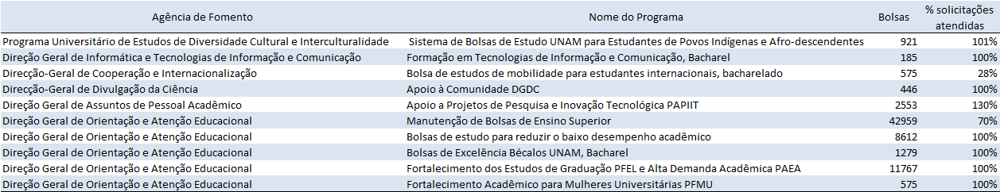 Agência de Fomento Nome do Programa Bolsas % solicitações atendidas
Programa Universitário de Estudos de Diversidade Cultural e Interculturalidade Sistema de Bolsas de Estudo UNAM para Estudantes de Povos Indígenas e Afro-descendentes 921 101%
Direção Geral de Informática e Tecnologias de Informação e Comunicação Formação em Tecnologias de Informação e Comunicação, Bacharel 185 100%
Direcção-Geral de Cooperação e Internacionalização Bolsa de estudos de mobilidade para estudantes internacionais, bacharelado 575 28%
Direcção-Geral de Divulgação da Ciência Apoio à Comunidade DGDC 446 100%
Direção Geral de Assuntos de Pessoal Acadêmico Apoio a Projetos de Pesquisa e Inovação Tecnológica PAPIIT 2553 130%
Direção Geral de Orientação e Atenção Educacional Manutenção de Bolsas de Ensino Superior 42959 70%
Direção Geral de Orientação e Atenção Educacional Bolsas de estudo para reduzir o baixo desempenho acadêmico 8612 100%
Direção Geral de Orientação e Atenção Educacional Bolsas de Excelência Bécalos UNAM, Bacharel 1279 100%
Direção Geral de Orientação e Atenção Educacional Fortalecimento dos Estudos de Graduação PFEL e Alta Demanda Acadêmica PAEA 11767 100%
Direção Geral de Orientação e Atenção Educacional Fortalecimento Acadêmico para Mulheres Universitárias PFMU 575 100%